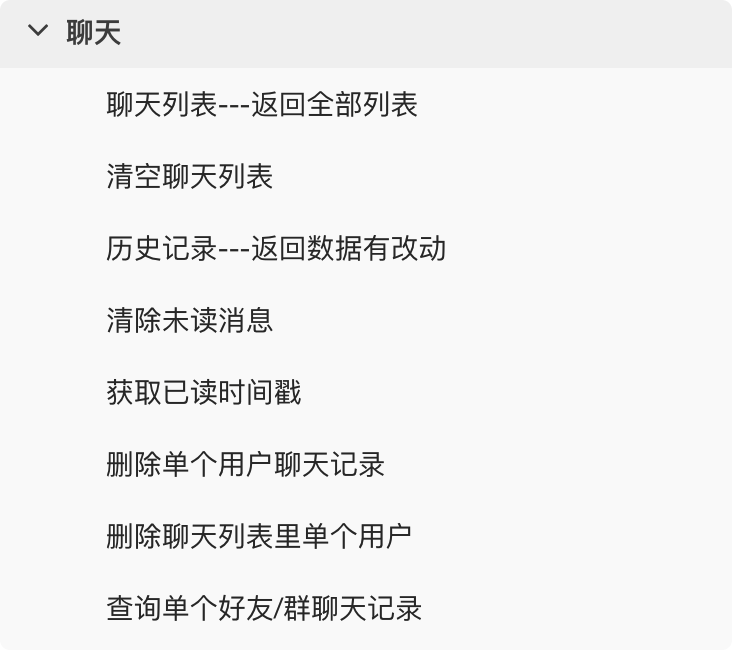 聊天
聊天列表---返回全部列表
清空聊天列表
历史记录---返回数据有改动
清除未读消息
获取已读时间戳
删除单个用户聊天记录
删除聊天列表里单个用户
查询单个好友/群聊天记录